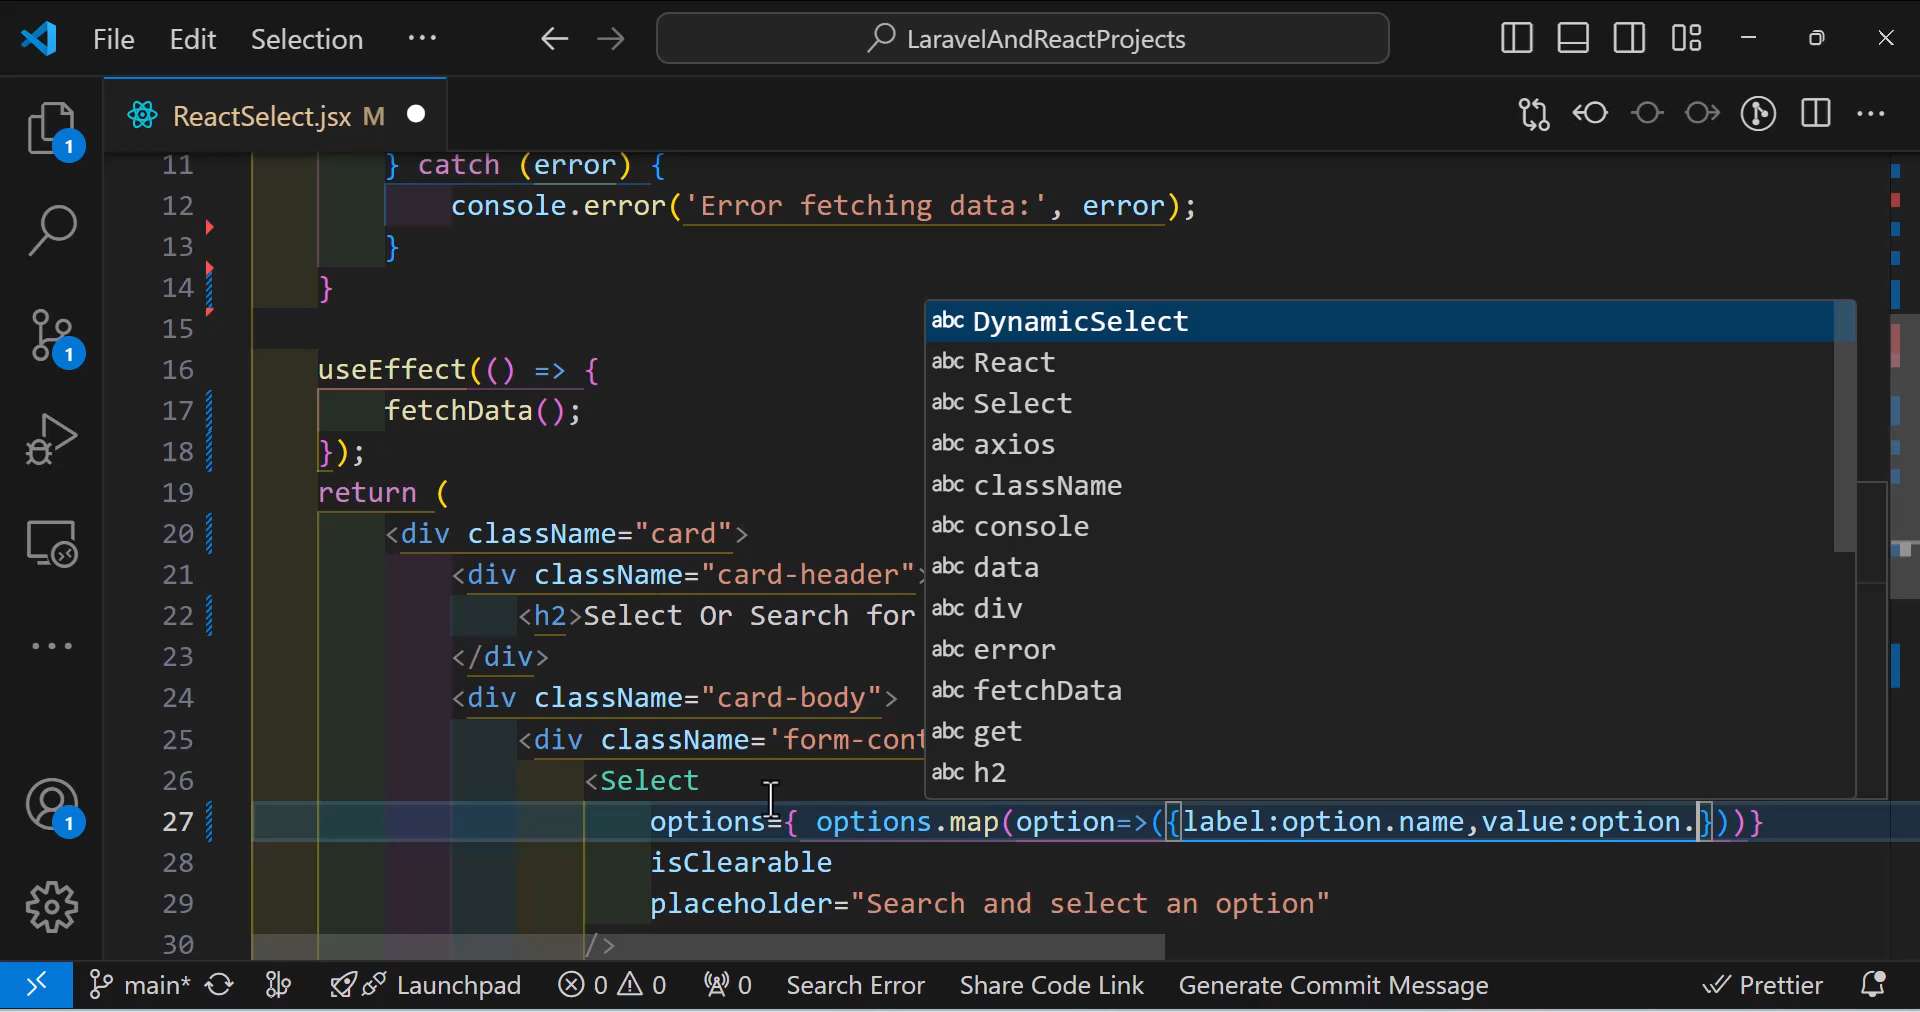 File Edit Selection ··· LaravelAndReactProjects
ReactSelect.jsx M
11 } catch (error) {
12 console.error('Error fetching data:', error);
13 }
14 }
15
16 useEffect(() => {
17 fetchData();
18 });
19 return (
20 <div className="card">
21 <div className="card-header">
22 <h2>Select Or Search for
23 </div>
24 <div className="card-body">
25 <div className='form-cont
26 <Select
27 options={ options.map(option=>({label:option.name,value:option.}))}
28 isClearable
29 placeholder="Search and select an option"
30 />
abc DynamicSelect
abc React
abc Select
abc axios
abc className
abc console
abc data
abc div
abc error
abc fetchData
abc get
abc h2
1
1
1
main* Launchpad 0 0 0 Search Error Share Code Link Generate Commit Message Prettier